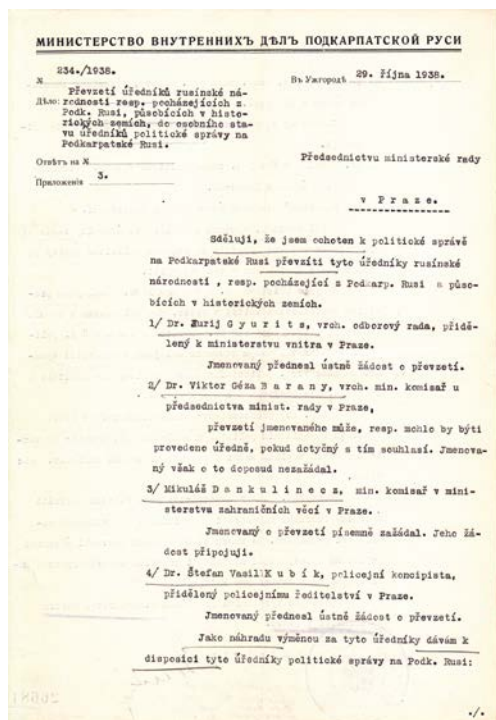 МИНИСТЕРСТВО ВНУТРЕННИХЪ ДѢЛЪ ПОДКАРПАТСКОЙ РУСИ
№ 234./1938.
Въ Ужгородѣ 29. října 1938.
Дѣло: Převzetí úředníků rusínské ná-
rodnosti resp. pocházejících z
Podk. Rusi, působících v histo-
rických zemích, do osobního sta-
vu úředníků politické správy na
Podkarpatské Rusi.
Отвѣтъ на №
Приложенія 3.
Předsednictvu ministerské rady
v Praze.
Sděluji, že jsem ochoten k politické správě
na Podkarpatské Rusi převzíti tyto úředníky rusínské
národnosti , resp. pocházející z Podkarp. Rusi a půso-
bících v historických zemích.
1/ Dr. Jurij Gyurits, vrch. odborový rada, přidě-
lený k ministerstvu vnitra v Praze.
Jmenovaný přednesl ústně žádost o převzetí.
2/ Dr. Viktor Géza Barany, vrch. min. komisař u
předsednictva minist. rady v Praze,
převzetí jmenovaného může, resp. mohlo by býti
provedeno úředně, pokud dotyčný s tím souhlasí. Jmenova-
ný však o to doposud nezažádal.
3/ Mikuláš Dankulinecz, min. komisař v mini-
sterstvu zahraničních věcí v Praze.
Jmenovaný o převzetí písemně zažádal. Jeho žá-
dost připojuji.
4/ Dr. Štefan Vasil Kubík, policejní koncipista,
přidělený policejnímu ředitelství v Praze.
Jmenovaný přednesl ústně žádost o převzetí.
Jako náhradu výměnou za tyto úředníky dávám k
disposici tyto úředníky politické správy na Podk. Rusi:
./.